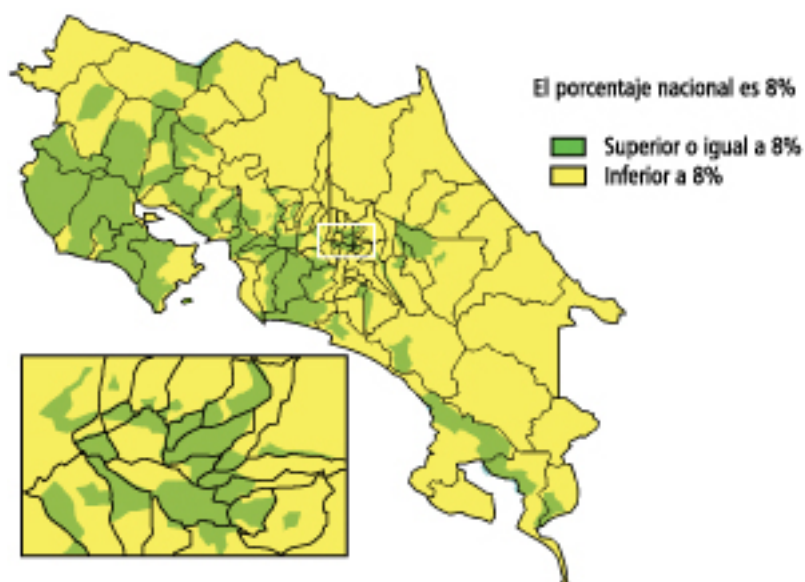 El porcentaje nacional es 8%
Superior o igual a 8%
Inferior a 8%